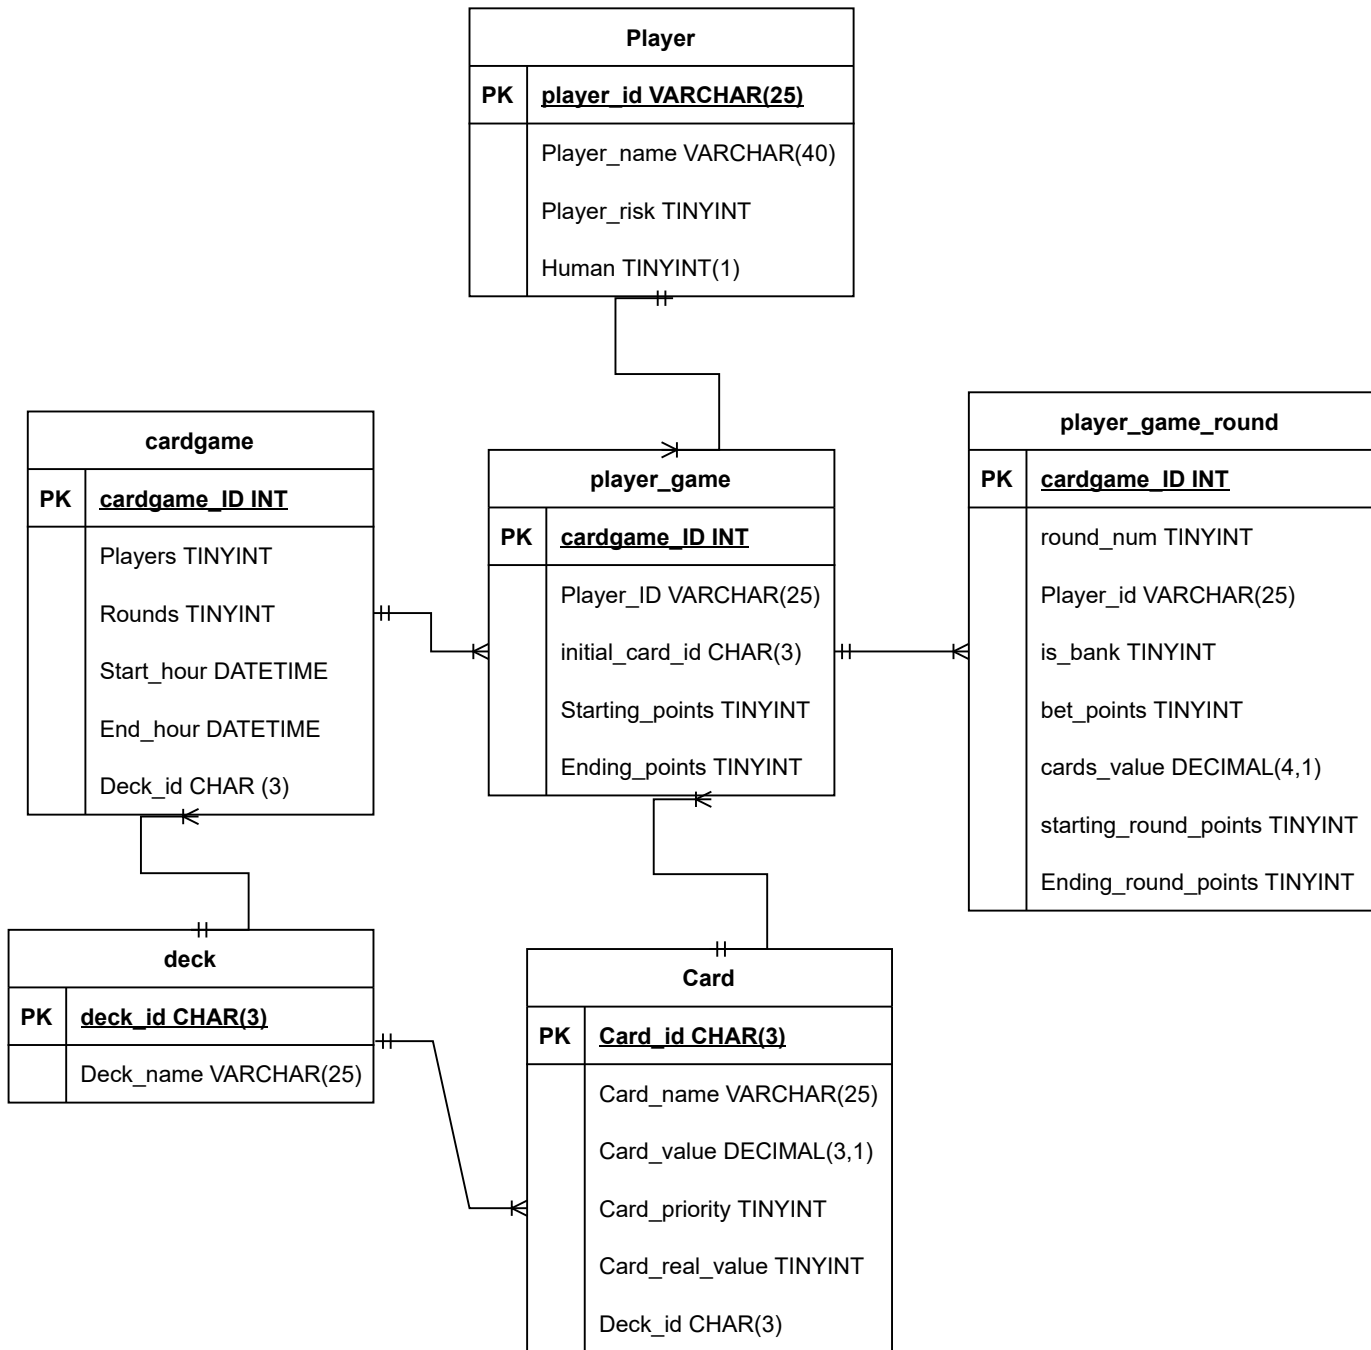 Player
PK player_id VARCHAR(25)
Player_name VARCHAR(40)
Player_risk TINYINT
Human TINYINT(1)
cardgame
PK cardgame_ID INT
Players TINYINT
Rounds TINYINT
Start_hour DATETIME
End_hour DATETIME
Deck_id CHAR (3)
player_game
PK cardgame_ID INT
Player_ID VARCHAR(25)
initial_card_id CHAR(3)
Starting_points TINYINT
Ending_points TINYINT
player_game_round
PK cardgame_ID INT
round_num TINYINT
Player_id VARCHAR(25)
is_bank TINYINT
bet_points TINYINT
cards_value DECIMAL(4,1)
starting_round_points TINYINT
Ending_round_points TINYINT
deck
PK deck_id CHAR(3)
Deck_name VARCHAR(25)
Card
PK Card_id CHAR(3)
Card_name VARCHAR(25)
Card_value DECIMAL(3,1)
Card_priority TINYINT
Card_real_value TINYINT
Deck_id CHAR(3)